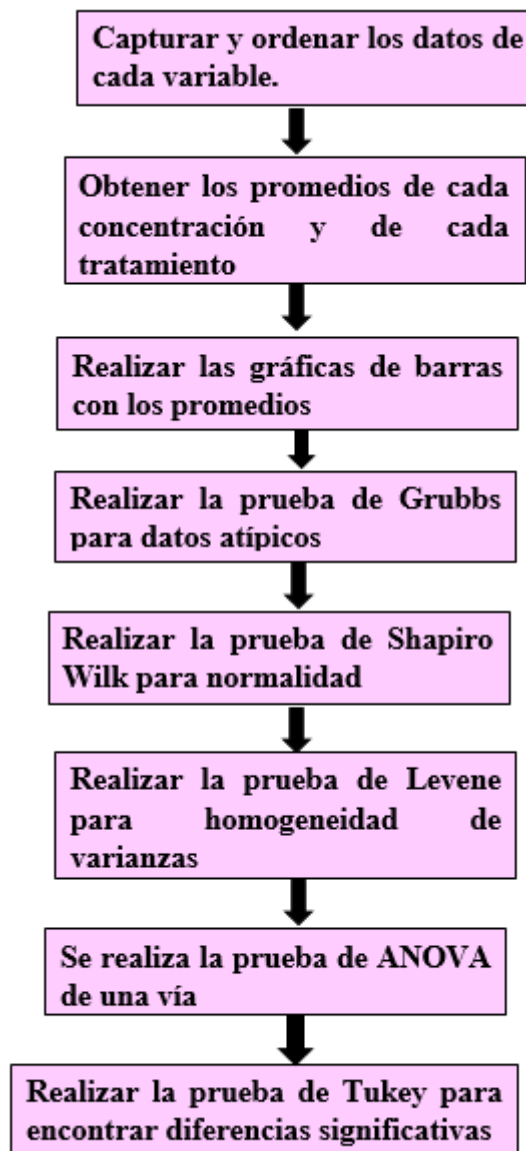 Capturar y ordenar los datos de
cada variable.
Obtener los promedios de cada
concentración y de cada
tratamiento
Realizar las gráficas de barras
con los promedios
Realizar la prueba de Grubbs
para datos atípicos
Realizar la prueba de Shapiro
Wilk para normalidad
Realizar la prueba de Levene
para homogeneidad de
varianzas
Se realiza la prueba de ANOVA
de una vía
Realizar la prueba de Tukey para
encontrar diferencias significativas